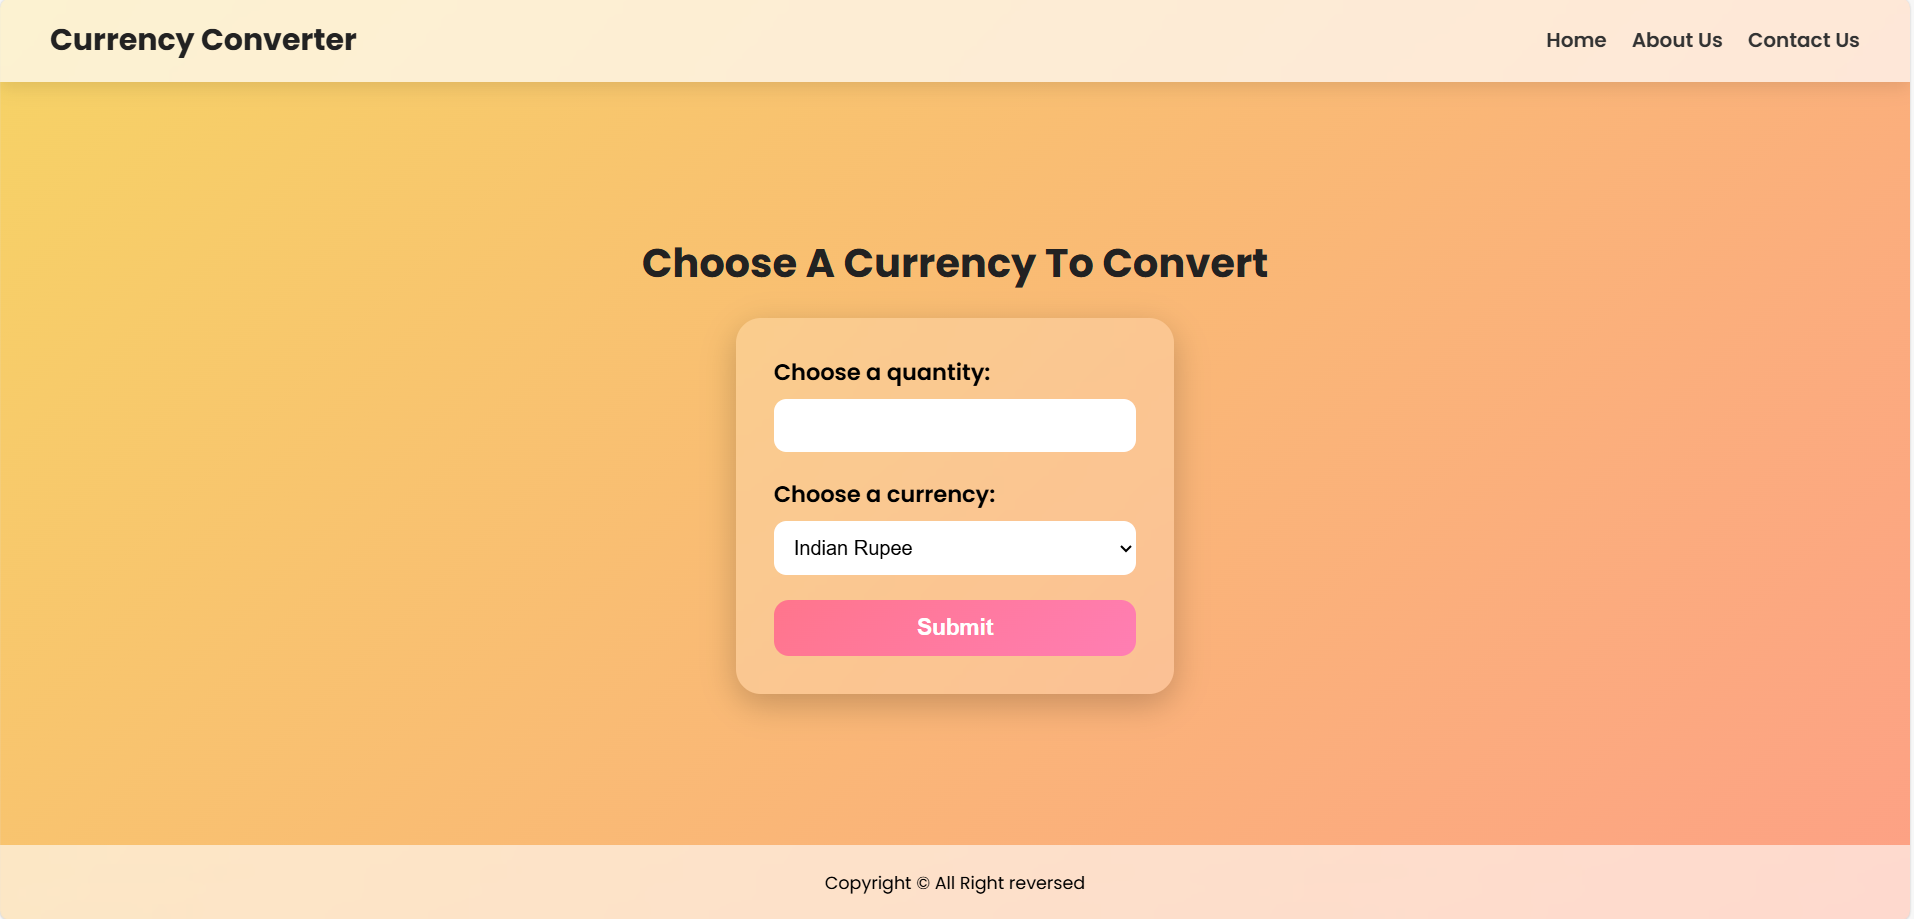 Currency Converter
Home About Us Contact Us
Choose A Currency To Convert
Choose a quantity:
Choose a currency:
Indian Rupee
Submit
Copyright © All Right reversed